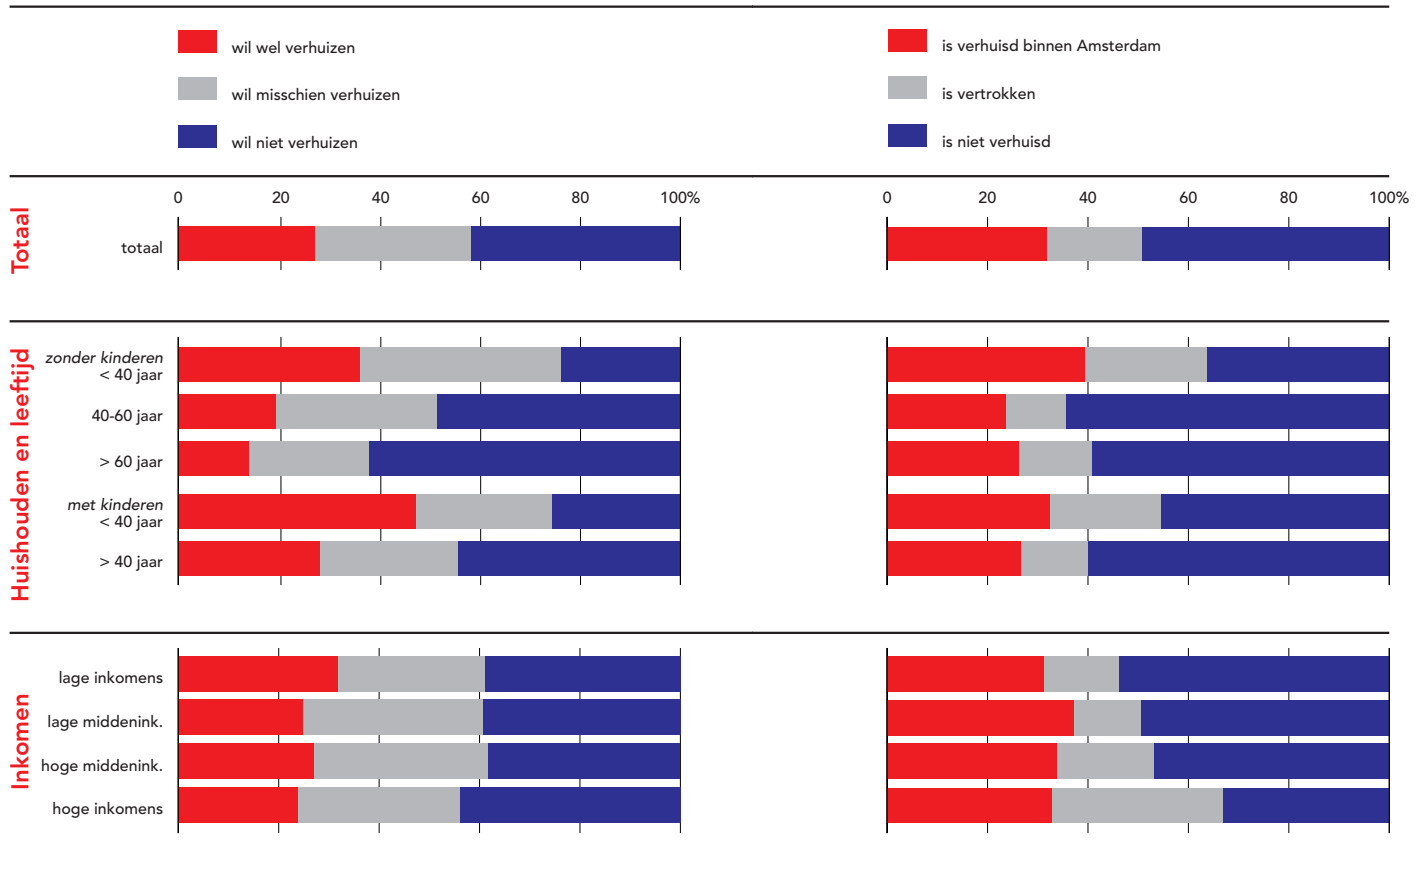 wil wel verhuizen
wil misschien verhuizen
wil niet verhuizen
is verhuisd binnen Amsterdam
is vertrokken
is niet verhuisd
Totaal
0 20 40 60 80 100%
0 20 40 60 80 100%
totaal
Huishouden en leeftijd
zonder kinderen
< 40 jaar
40-60 jaar
> 60 jaar
met kinderen
< 40 jaar
> 40 jaar
Inkomen
lage inkomens
lage middenink.
hoge middenink.
hoge inkomens